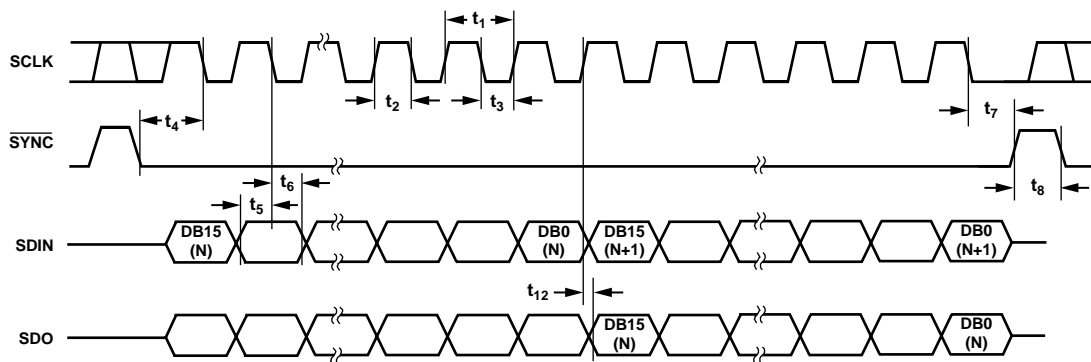 t1
SCLK
t2
t3
t4
t7
SYNC
t8
t6
t5
SDIN
DB15
(N)
DB0
(N)
DB15
(N+1)
DB0
(N+1)
t12
SDO
DB15
(N)
DB0
(N)